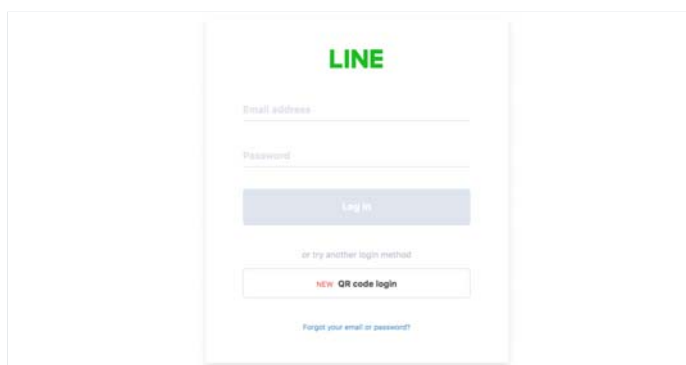 LINE
Email address
Password
Log in
or try another login method
NEW QR code login
Forgot your email or password?